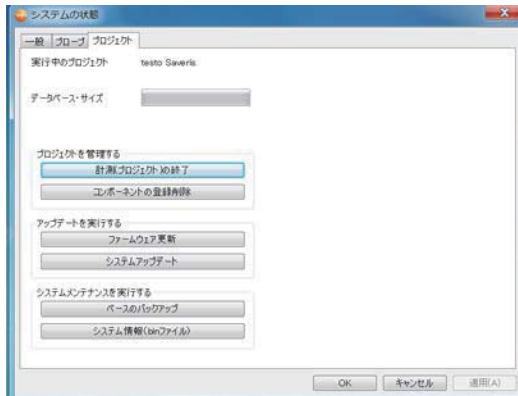 システムの状態
一般 プローブ プロジェクト
実行中のプロジェクト testo Saveris
データベース・サイズ
プロジェクトを管理する
計測(プロジェクト)の終了
コンポーネントの登録削除
アップデートを実行する
ファームウェア更新
システムアップデート
システムメンテナンスを実行する
ベースのバックアップ
システム情報(binファイル)
OK キャンセル 適用(A)